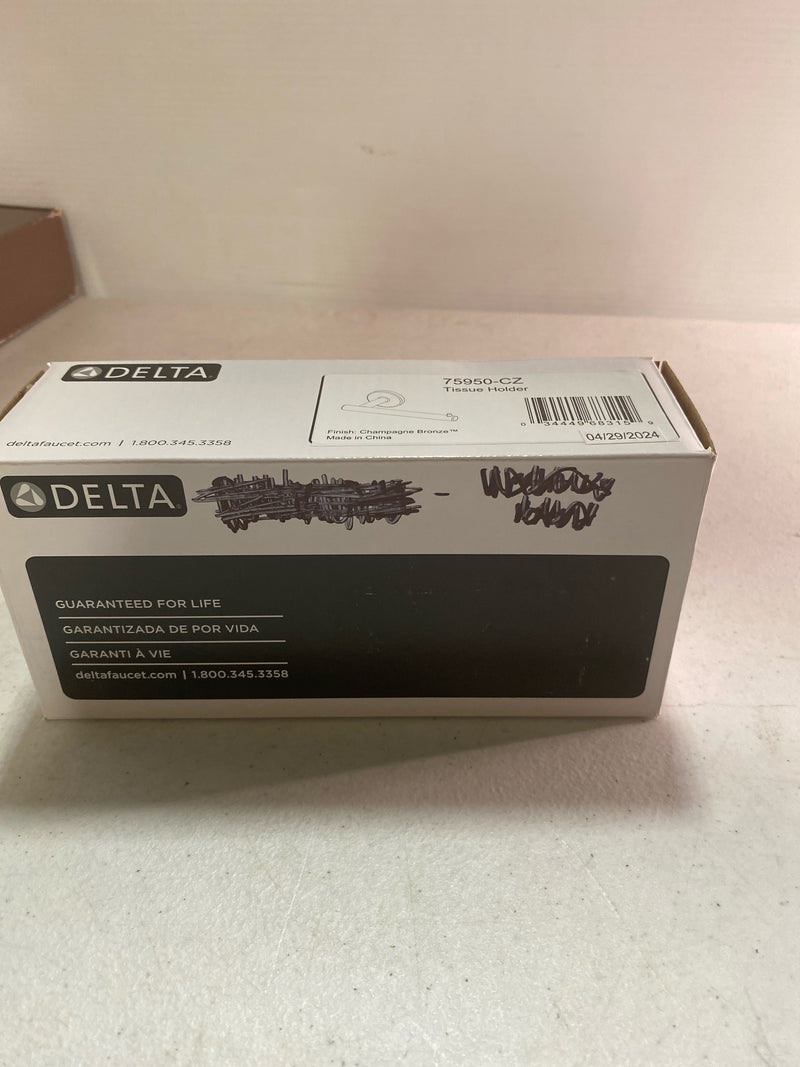 DELTA
75950-CZ
Tissue Holder
Finish: Champagne Bronze™
Made in China
0 34449 68315 9
04/29/2024
deltafaucet.com | 1.800.345.3358
DELTA
GUARANTEED FOR LIFE
GARANTIZADA DE POR VIDA
GARANTI À VIE
deltafaucet.com | 1.800.345.3358